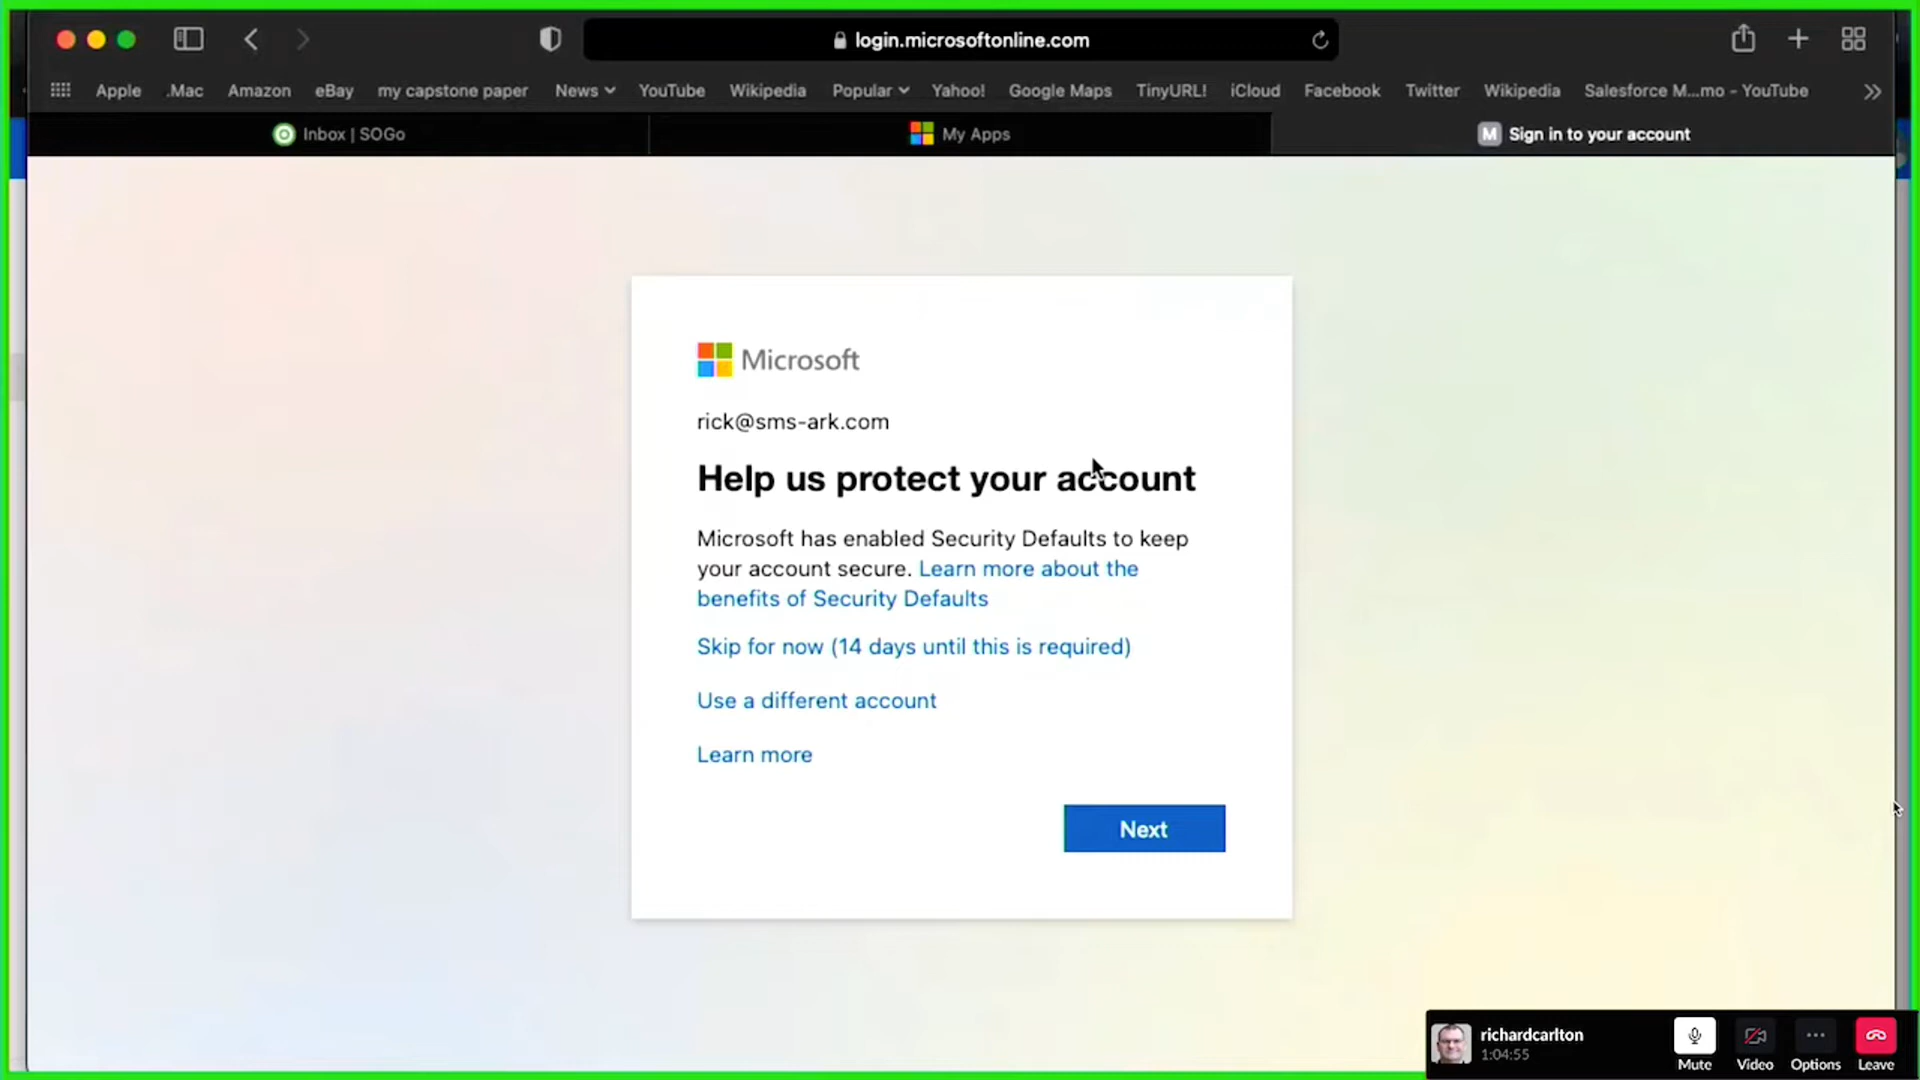 login.microsoftonline.com
Apple .Mac Amazon eBay my capstone paper News YouTube Wikipedia Popular Yahoo! Google Maps TinyURL! iCloud Facebook Twitter Wikipedia Salesforce M...mo - YouTube
Inbox | SOGo My Apps M Sign in to your account
Microsoft
rick@sms-ark.com
Help us protect your account
Microsoft has enabled Security Defaults to keep
your account secure. Learn more about the
benefits of Security Defaults
Skip for now (14 days until this is required)
Use a different account
Learn more
Next
richardcarlton
1:04:55
Mute Video Options Leave